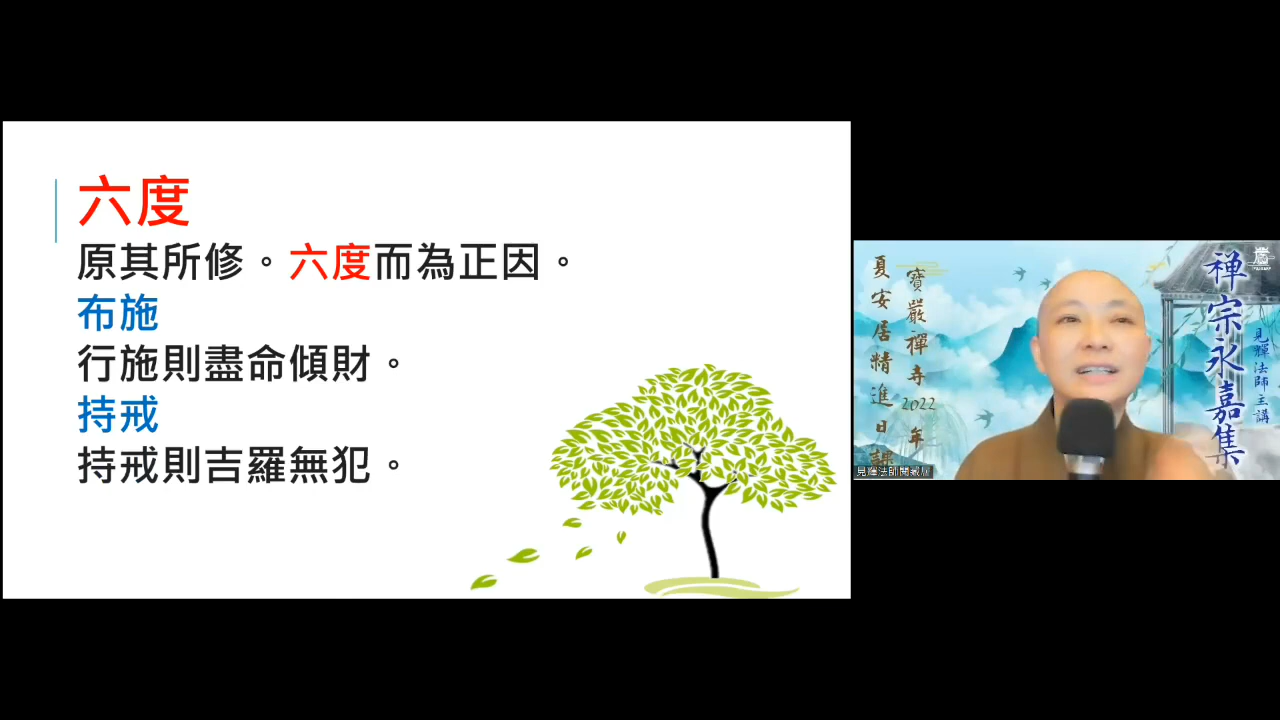 六度
原其所修。六度而為正因。
布施
行施則盡命傾財。
持戒
持戒則吉羅無犯。
禅宗永嘉集
見輝法師主講
寶嚴禪寺2022年
夏安居精進日課